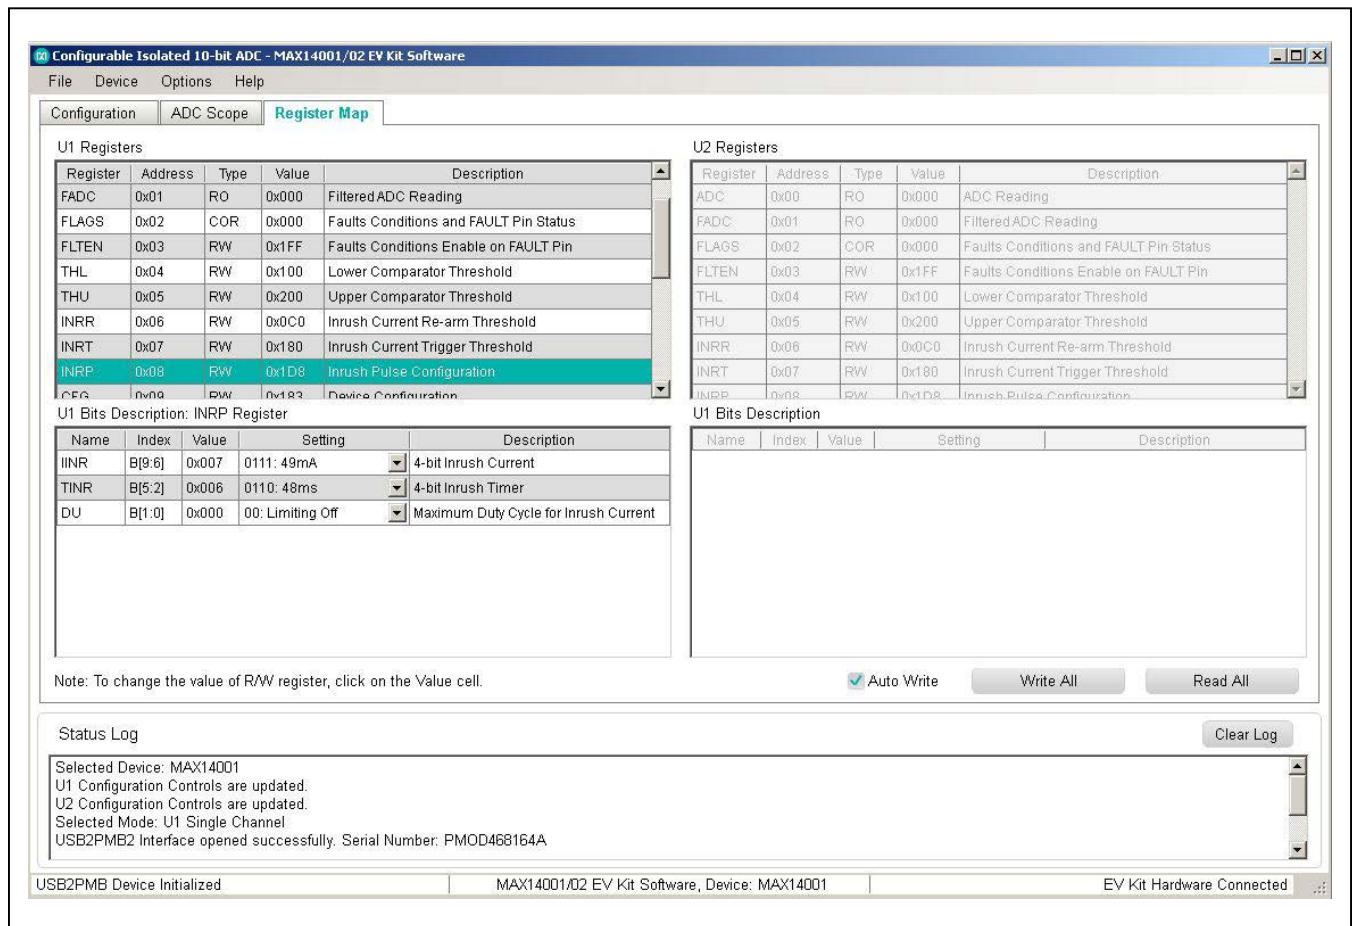 Configurable Isolated 10-bit ADC - MAX14001/02 EV Kit Software
File Device Options Help
Configuration ADC Scope Register Map
U1 Registers
Register Address Type Value Description
FADC 0x01 RO 0x000 Filtered ADC Reading
FLAGS 0x02 COR 0x000 Faults Conditions and FAULT Pin Status
FLTEN 0x03 RW 0x1FF Faults Conditions Enable on FAULT Pin
THL 0x04 RW 0x100 Lower Comparator Threshold
THU 0x05 RW 0x200 Upper Comparator Threshold
INRR 0x06 RW 0x0C0 Inrush Current Re-arm Threshold
INRT 0x07 RW 0x180 Inrush Current Trigger Threshold
INRP 0x08 RW 0x1D8 Inrush Pulse Configuration
CFG 0x09 RW 0x183 Device Configuration
U2 Registers
Register Address Type Value Description
ADC 0x00 RO 0x000 ADC Reading
FADC 0x01 RO 0x000 Filtered ADC Reading
FLAGS 0x02 COR 0x000 Faults Conditions and FAULT Pin Status
FLTEN 0x03 RW 0x1FF Faults Conditions Enable on FAULT Pin
THL 0x04 RW 0x100 Lower Comparator Threshold
THU 0x05 RW 0x200 Upper Comparator Threshold
INRR 0x06 RW 0x0C0 Inrush Current Re-arm Threshold
INRT 0x07 RW 0x180 Inrush Current Trigger Threshold
INRP 0x08 RW 0x1D8 Inrush Pulse Configuration
U1 Bits Description: INRP Register
Name Index Value Setting Description
IINR B[9:6] 0x007 0111: 49mA 4-bit Inrush Current
TINR B[5:2] 0x006 0110: 48ms 4-bit Inrush Timer
DU B[1:0] 0x000 00: Limiting Off Maximum Duty Cycle for Inrush Current
U1 Bits Description
Name Index Value Setting Description
Note: To change the value of R/W register, click on the Value cell.
Auto Write Write All Read All
Status Log
Clear Log
Selected Device: MAX14001
U1 Configuration Controls are updated.
U2 Configuration Controls are updated.
Selected Mode: U1 Single Channel
USB2PMB2 Interface opened successfully. Serial Number: PMOD468164A
USB2PMB Device Initialized MAX14001/02 EV Kit Software, Device: MAX14001 EV Kit Hardware Connected